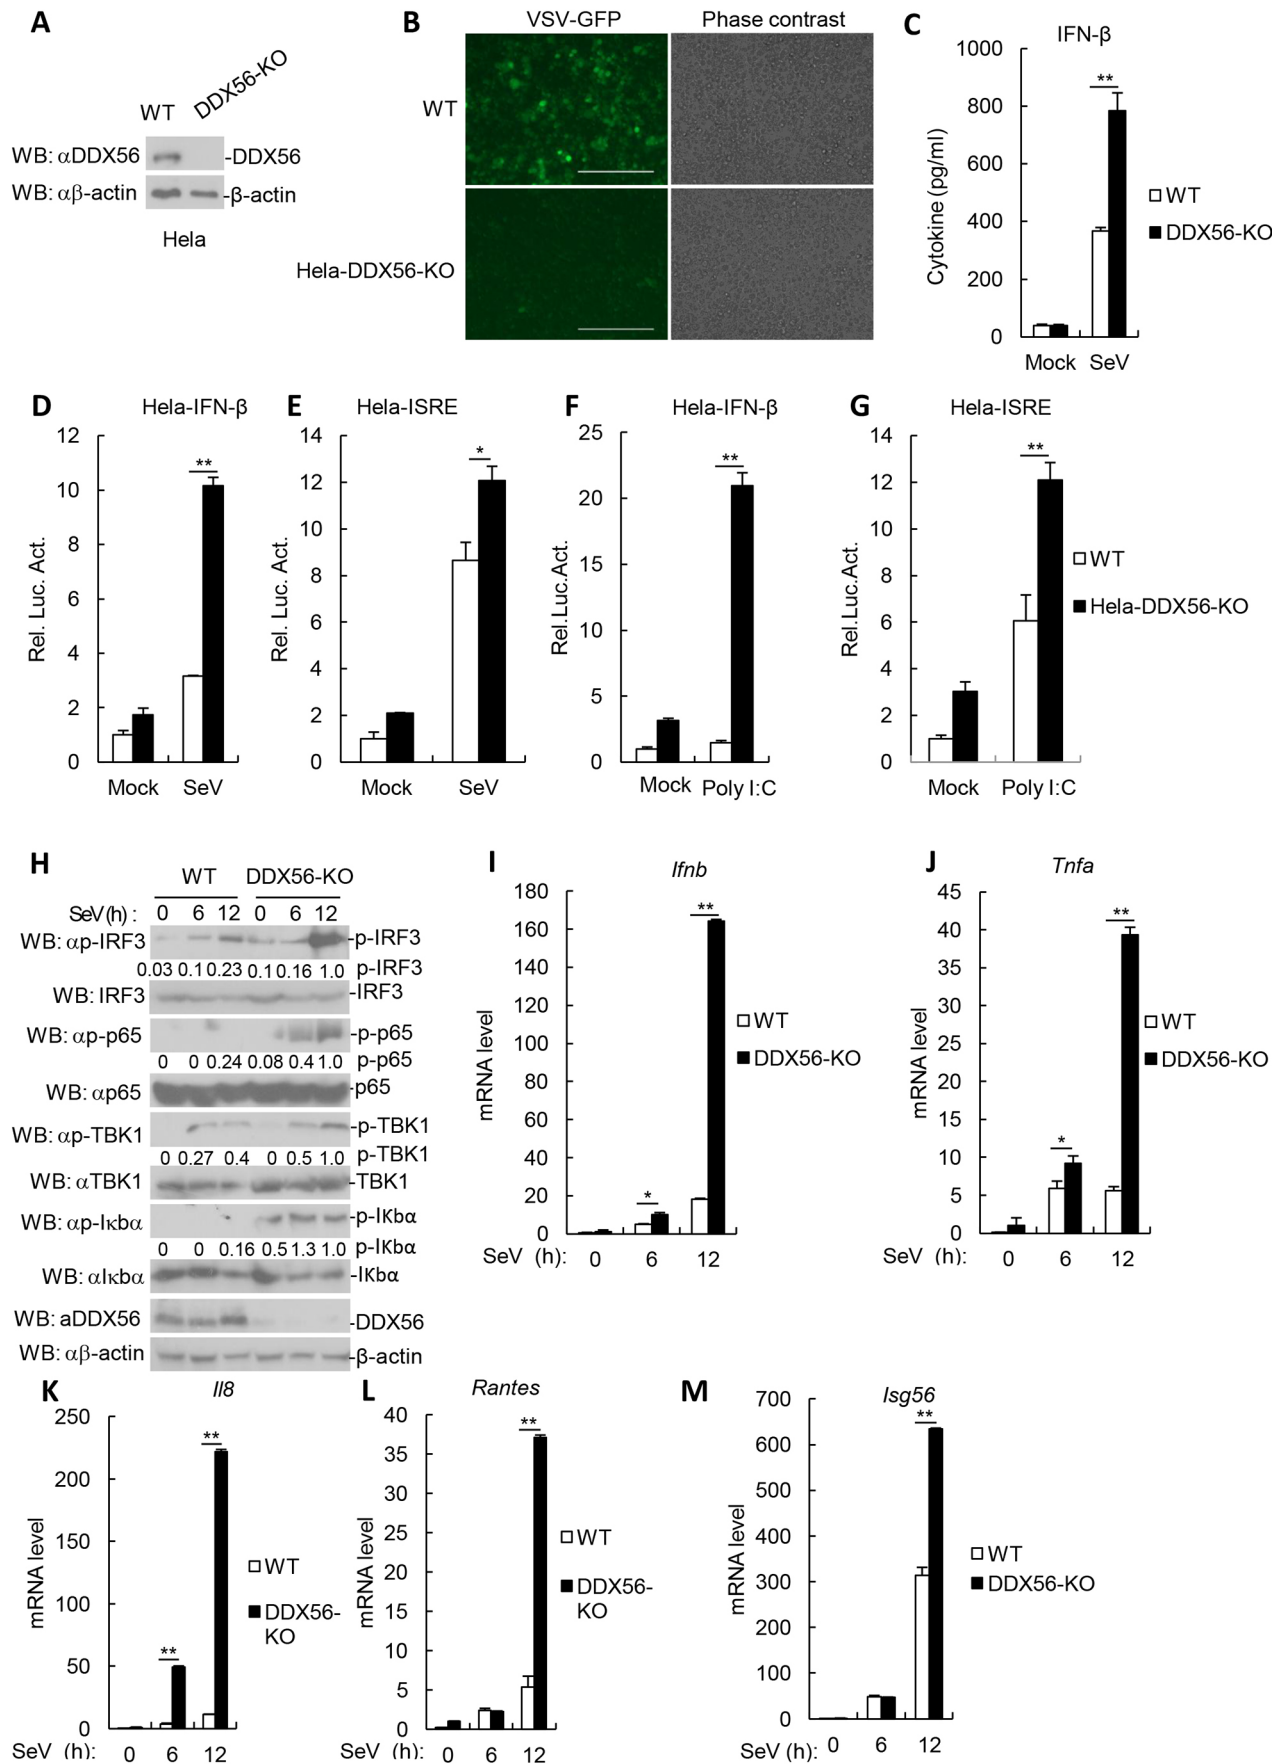 A
WT DDX56-KO
WB: αDDX56 -DDX56
WB: αβ-actin -β-actin
Hela
B
VSV-GFP Phase contrast
WT
Hela-DDX56-KO
C
IFN-β
1000
800
600
400
200
0
Cytokine (pg/ml)
**
Mock SeV
WT
DDX56-KO
D
Hela-IFN-β
12
10
8
6
4
2
0
Rel. Luc. Act.
**
Mock SeV
E
Hela-ISRE
14
12
10
8
6
4
2
0
Rel. Luc. Act.
*
Mock SeV
F
Hela-IFN-β
25
20
15
10
5
0
Rel.Luc.Act.
**
Mock Poly I:C
G
Hela-ISRE
14
12
10
8
6
4
2
0
Rel.Luc.Act.
**
Mock Poly I:C
WT
Hela-DDX56-KO
H
WT DDX56-KO
SeV(h) : 0 6 12 0 6 12
WB: αp-IRF3 -p-IRF3
0.03 0.1 0.23 0.1 0.16 1.0 p-IRF3
WB: IRF3 -IRF3
WB: αp-p65 -p-p65
0 0 0.24 0.08 0.4 1.0 p-p65
WB: αp65 -p65
WB: αp-TBK1 -p-TBK1
0 0.27 0.4 0 0.5 1.0 p-TBK1
WB: αTBK1 -TBK1
WB: αp-Iκbα -p-IKbα
0 0 0.16 0.5 1.3 1.0 p-IKbα
WB: αIκbα -IKbα
WB: aDDX56 -DDX56
WB: αβ-actin -β-actin
I
Ifnb
180
160
140
120
100
80
60
40
20
0
mRNA level
*
**
SeV (h): 0 6 12
WT
DDX56-KO
J
Tnfa
45
40
35
30
25
20
15
10
5
0
mRNA level
*
**
SeV (h): 0 6 12
WT
DDX56-KO
K
Il8
250
200
150
100
50
0
mRNA level
**
**
SeV (h): 0 6 12
WT
DDX56-
KO
L
Rantes
40
35
30
25
20
15
10
5
0
mRNA level
**
SeV (h): 0 6 12
WT
DDX56-
KO
M
Isg56
700
600
500
400
300
200
100
0
mRNA level
**
SeV (h): 0 6 12
WT
DDX56-KO